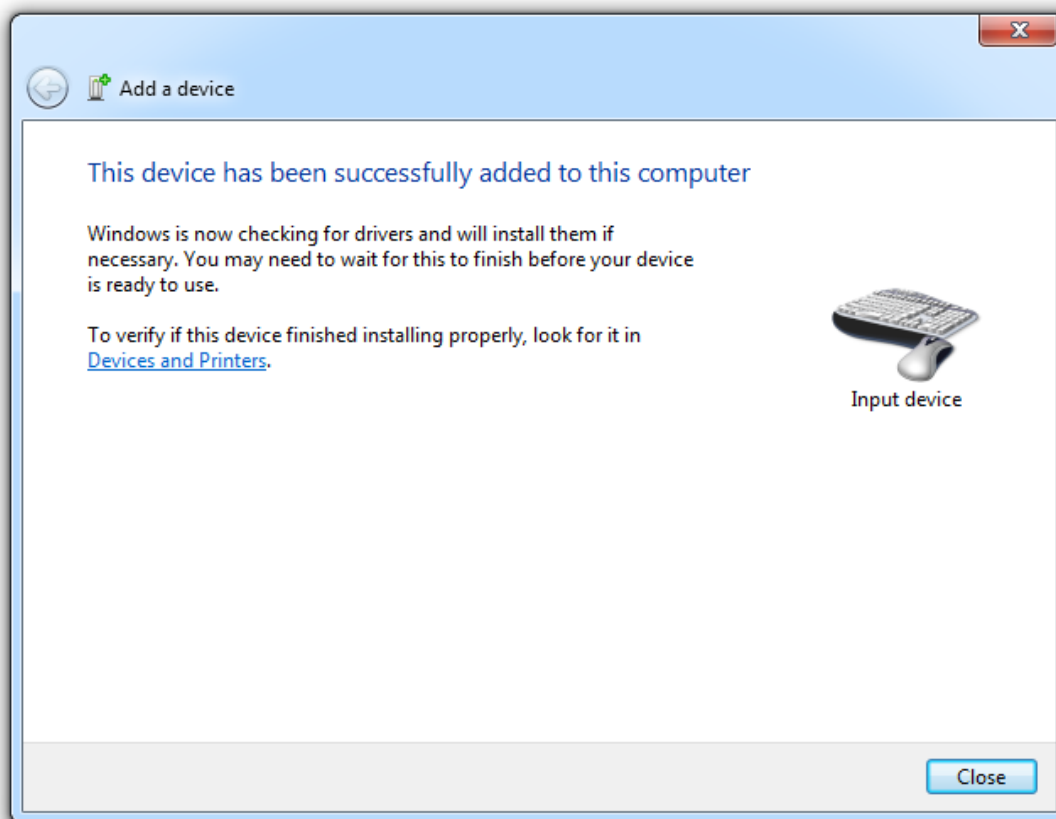 Add a device
This device has been successfully added to this computer
Windows is now checking for drivers and will install them if
necessary. You may need to wait for this to finish before your device
is ready to use.
To verify if this device finished installing properly, look for it in
Devices and Printers.
Input device
Close